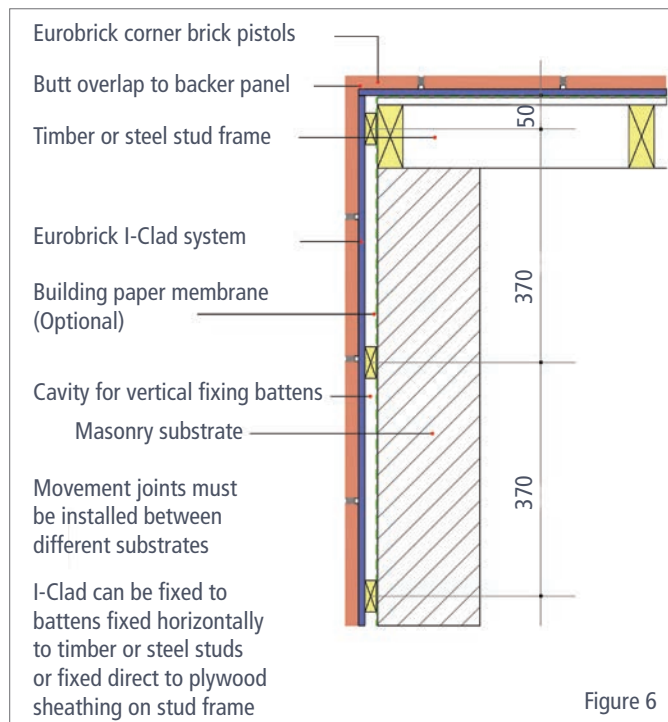 Eurobrick corner brick pistols
Butt overlap to backer panel
Timber or steel stud frame
Eurobrick I-Clad system
Building paper membrane
(Optional)
Cavity for vertical fixing battens
Masonry substrate
Movement joints must
be installed between
different substrates
I-Clad can be fixed to
battens fixed horizontally
to timber or steel studs
or fixed direct to plywood
sheathing on stud frame
50
370
370
Figure 6